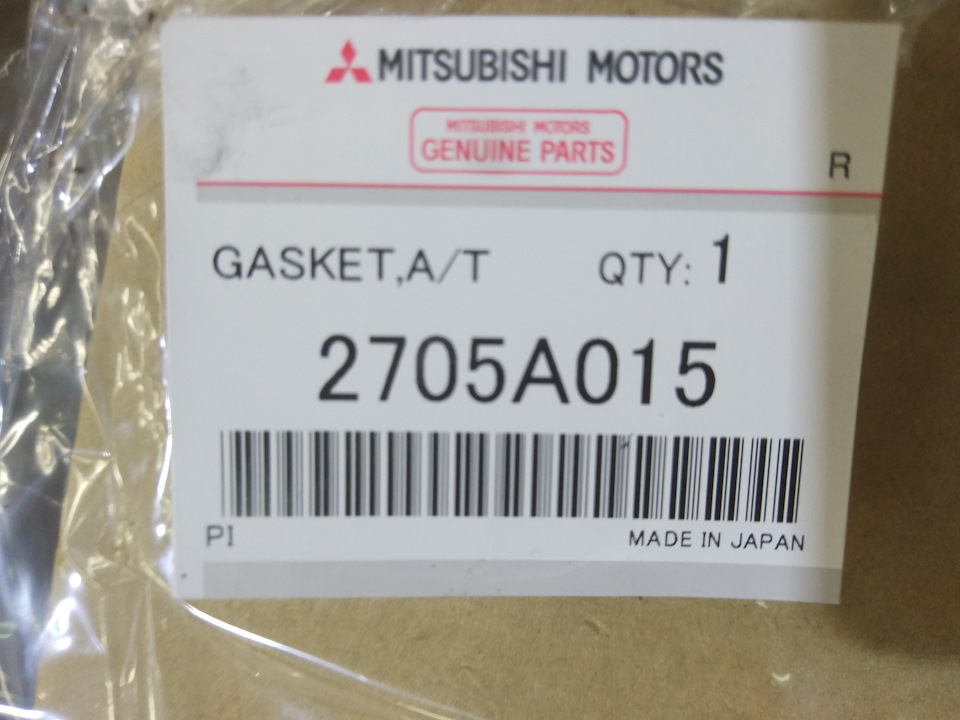 MITSUBISHI MOTORS
MITSUBISHI MOTORS
GENUINE PARTS
R
GASKET,A/T QTY: 1
2705A015
PI MADE IN JAPAN